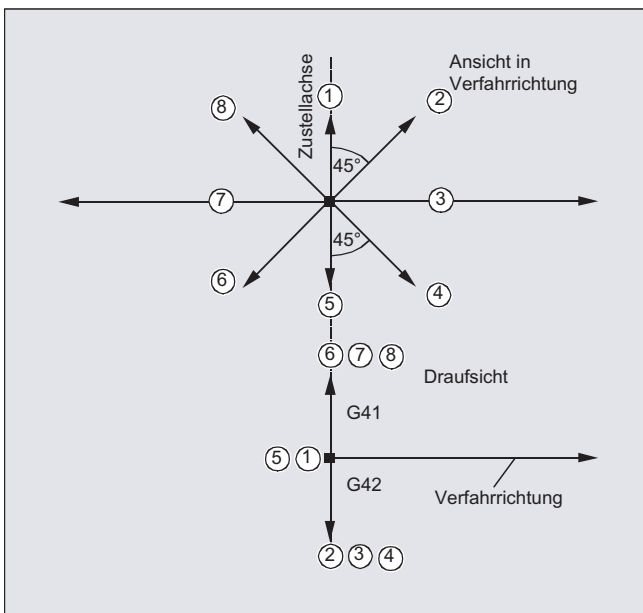 Zustellachse
Ansicht in
Verfahrrichtung
1
2
8
45°
7
3
45°
6
4
5
6 7 8
Draufsicht
G41
5 1
G42
Verfahrrichtung
2 3 4